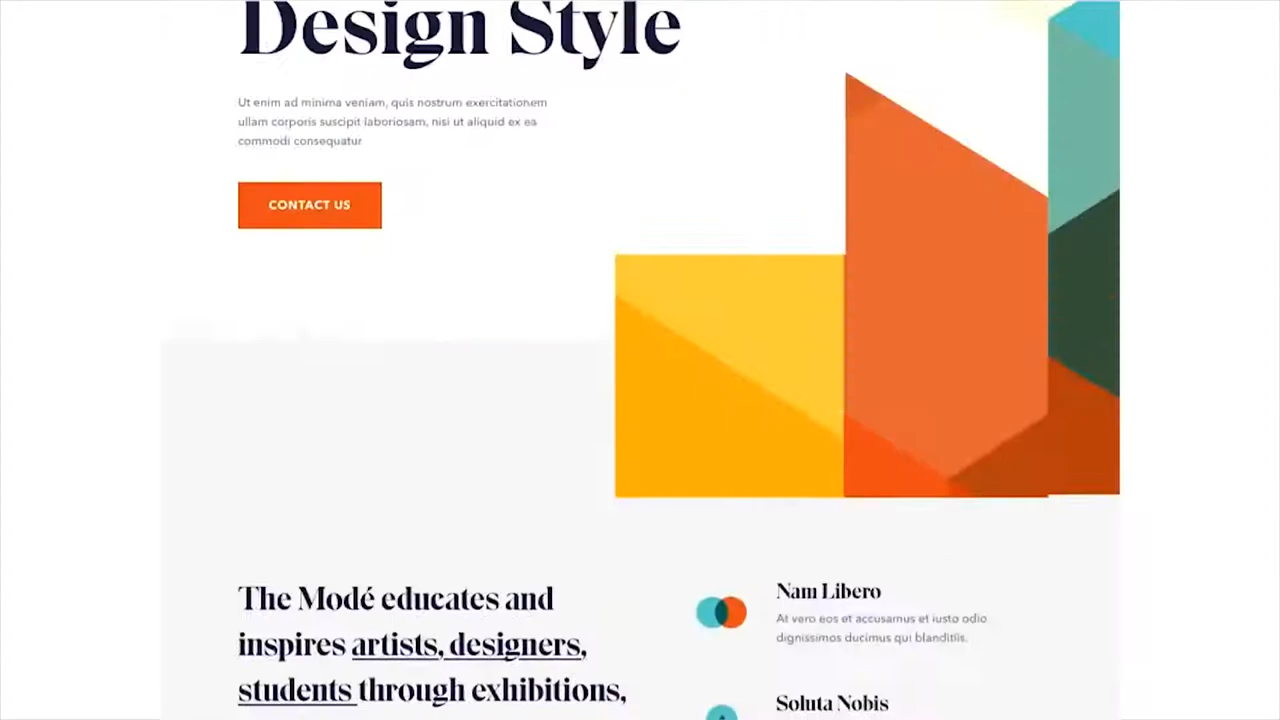 Design Style
Ut enim ad minima veniam, quis nostrum exercitationem
ullam corporis suscipit laboriosam, nisi ut aliquid ex ea
commodi consequatur
CONTACT US
The Modé educates and
inspires artists, designers,
students through exhibitions,
Nam Libero
At vero eos et accusamus et iusto odio
dignissimos ducimus qui blanditiis.
Soluta Nobis